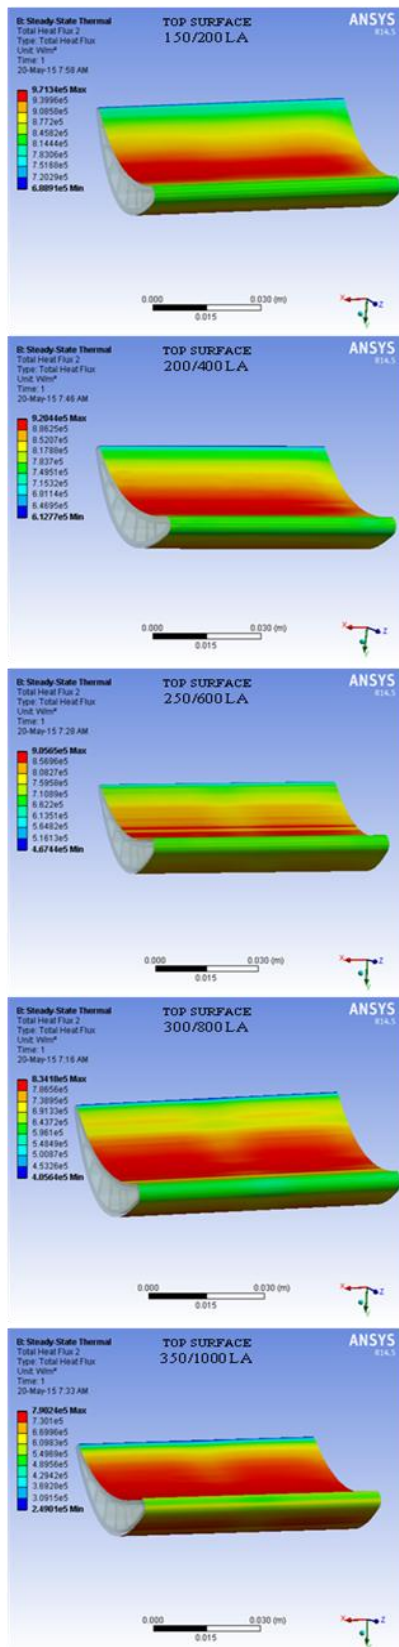 B: Steady-State Thermal
Total Heat Flux 2
Type: Total Heat Flux
Unit: W/m²
Time: 1
20-May-15 7:58 AM
TOP SURFACE
150/200 LA
ANSYS
R14.5
9.7134e5 Max
9.3996e5
9.0858e5
8.772e5
8.4582e5
8.1444e5
7.8306e5
7.5168e5
7.2029e5
6.8891e5 Min
0.000
0.030 (m)
0.015
X
Z
Y
B: Steady-State Thermal
Total Heat Flux 2
Type: Total Heat Flux
Unit: W/m²
Time: 1
20-May-15 7:46 AM
TOP SURFACE
200/400 LA
ANSYS
R14.5
9.2044e5 Max
8.8625e5
8.5207e5
8.1788e5
7.837e5
7.4951e5
7.1532e5
6.8114e5
6.4695e5
6.1277e5 Min
0.000
0.030 (m)
0.015
X
Z
Y
B: Steady-State Thermal
Total Heat Flux 2
Type: Total Heat Flux
Unit: W/m²
Time: 1
20-May-15 7:28 AM
TOP SURFACE
250/600 LA
ANSYS
R14.5
9.0565e5 Max
8.5696e5
8.0827e5
7.5958e5
7.1089e5
6.622e5
6.1351e5
5.6482e5
5.1613e5
4.6744e5 Min
0.000
0.030 (m)
0.015
X
Z
Y
B: Steady-State Thermal
Total Heat Flux 2
Type: Total Heat Flux
Unit: W/m²
Time: 1
20-May-15 7:16 AM
TOP SURFACE
300/800 LA
ANSYS
R14.5
8.3418e5 Max
7.8656e5
7.3895e5
6.9133e5
6.4372e5
5.961e5
5.4849e5
5.0087e5
4.5326e5
4.0564e5 Min
0.000
0.030 (m)
0.015
X
Z
Y
B: Steady-State Thermal
Total Heat Flux 2
Type: Total Heat Flux
Unit: W/m²
Time: 1
20-May-15 7:33 AM
TOP SURFACE
350/1000 LA
ANSYS
R14.5
7.9024e5 Max
7.301e5
6.6996e5
6.0983e5
5.4969e5
4.8956e5
4.2942e5
3.6928e5
3.0915e5
2.4901e5 Min
0.000
0.030 (m)
0.015
X
Z
Y